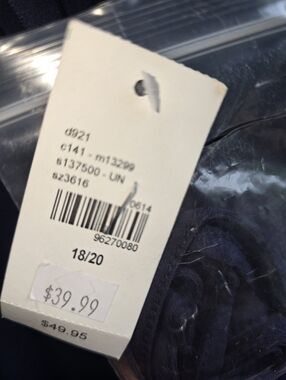 d921
c141 - m13299
s137500 - UN
sz3616
0614
96270080
18/20
$39.99
$49.95